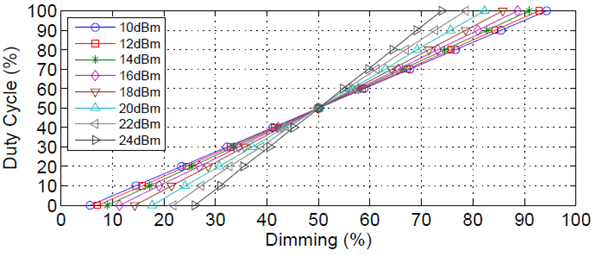 Duty Cycle (%)
100
90
80
70
60
50
40
30
20
10
0
10dBm
12dBm
14dBm
16dBm
18dBm
20dBm
22dBm
24dBm
0 10 20 30 40 50 60 70 80 90 100
Dimming (%)